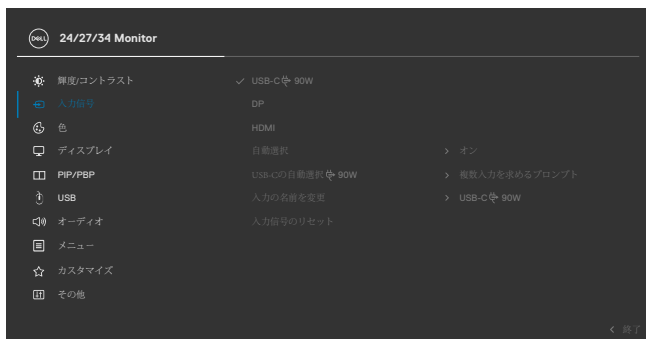 DELL
24/27/34 Monitor
輝度/コントラスト
USB-C 90W
入力信号
DP
色
HDMI
ディスプレイ
自動選択
オン
PIP/PBP
USB-Cの自動選択 90W
複数入力を求めるプロンプト
USB
入力の名前を変更
USB-C 90W
オーディオ
入力信号のリセット
メニュー
カスタマイズ
その他
終了